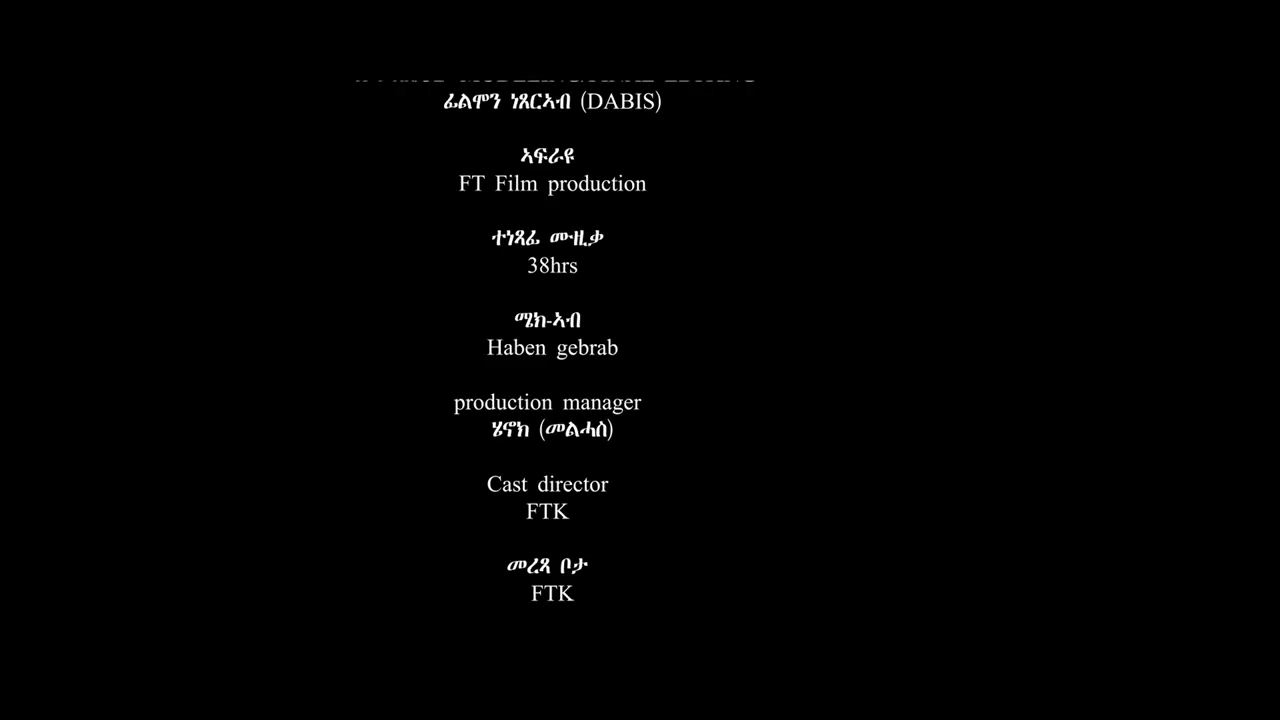 ፊልሞን ነጸርኣብ (DABIS)
ኣፍራዩ
FT Film production
ተነጻፊ ሙዚቃ
38hrs
ሜክ-ኣብ
Haben gebrab
production manager
ሄኖክ (መልሓስ)
Cast director
FTK
መረጻ ቦታ
FTK